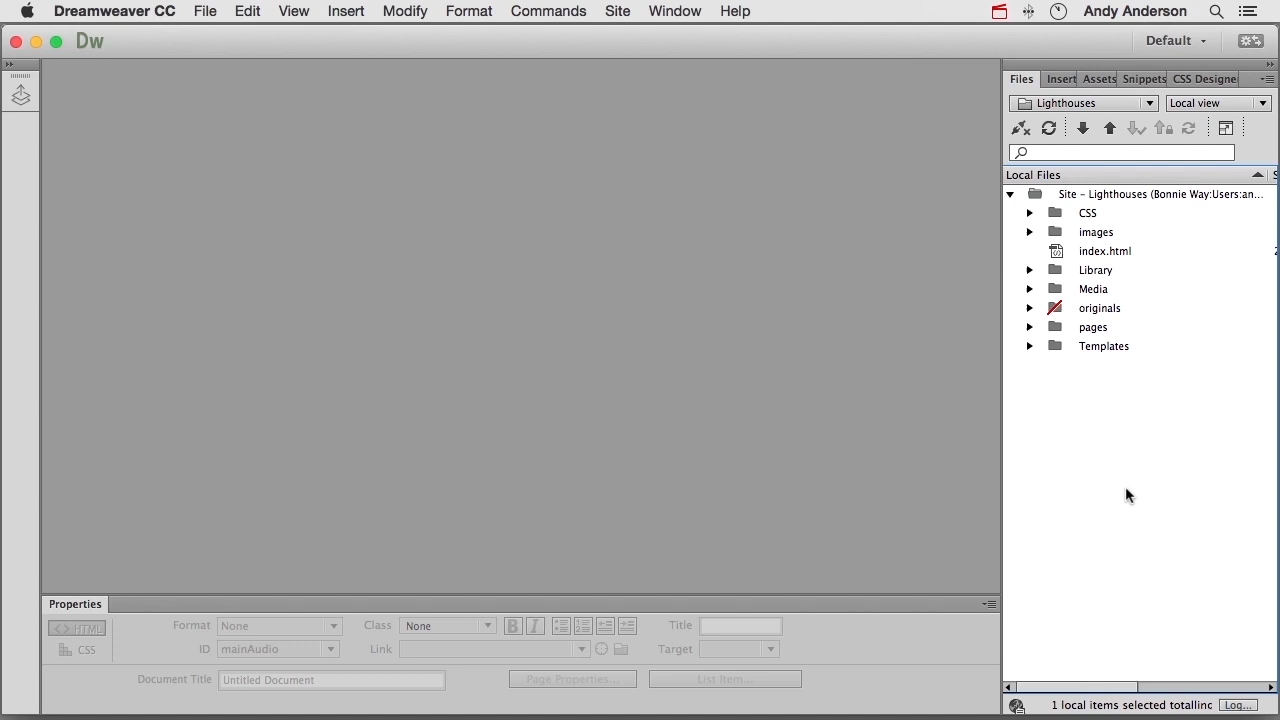 Dreamweaver CC File Edit View Insert Modify Format Commands Site Window Help Andy Anderson
Dw Default
Files Insert Assets Snippets CSS Designe
Lighthouses Local view
Local Files S
Site – Lighthouses (Bonnie Way:Users:an...
CSS
images
index.html 2
Library
Media
originals
pages
Templates
Properties
<> HTML Format None Class None B I Title
CSS ID mainAudio Link Target
Document Title Untitled Document Page Properties... List Item...
1 local items selected totallinc Log...